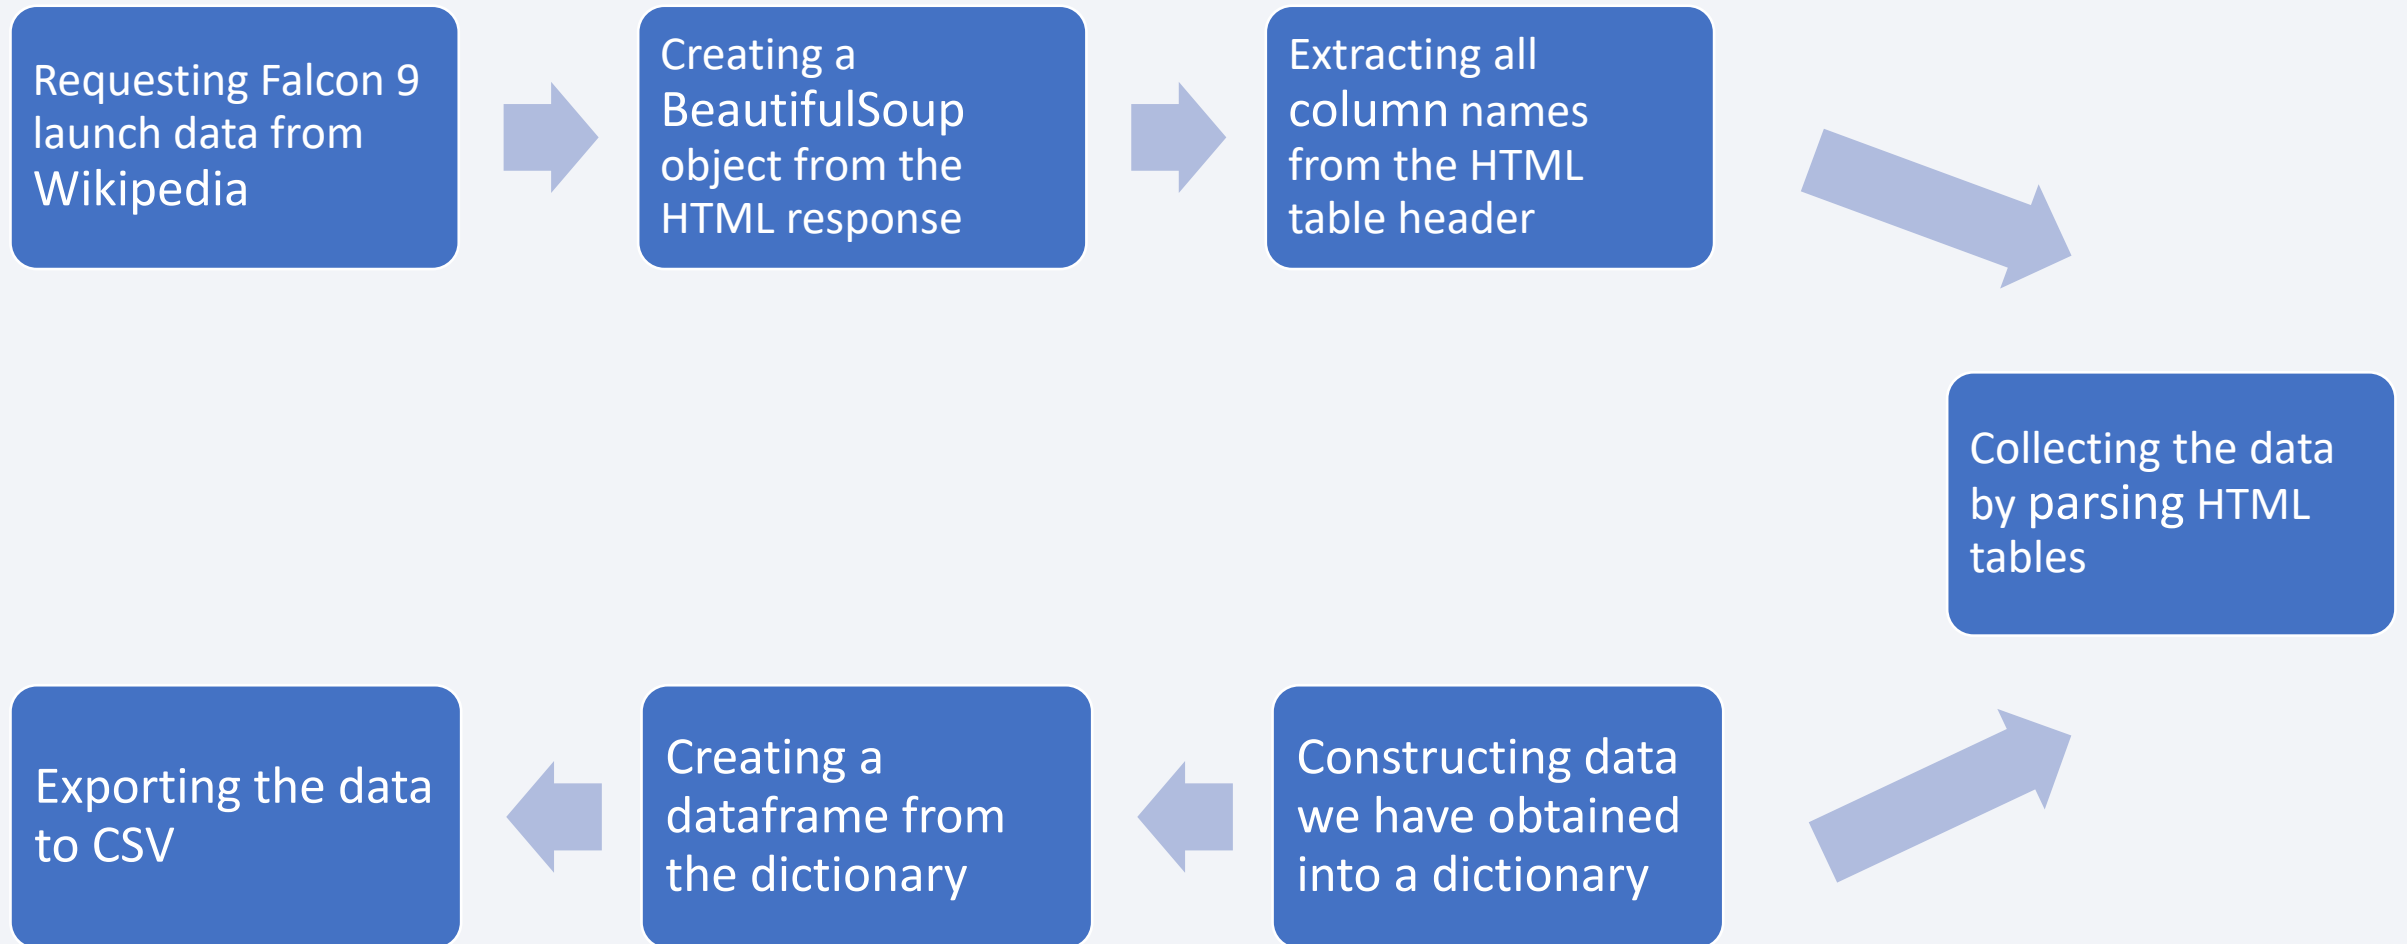 Requesting Falcon 9
launch data from
Wikipedia
Creating a
BeautifulSoup
object from the
HTML response
Extracting all
column names
from the HTML
table header
Collecting the data
by parsing HTML
tables
Constructing data
we have obtained
into a dictionary
Creating a
dataframe from
the dictionary
Exporting the data
to CSV